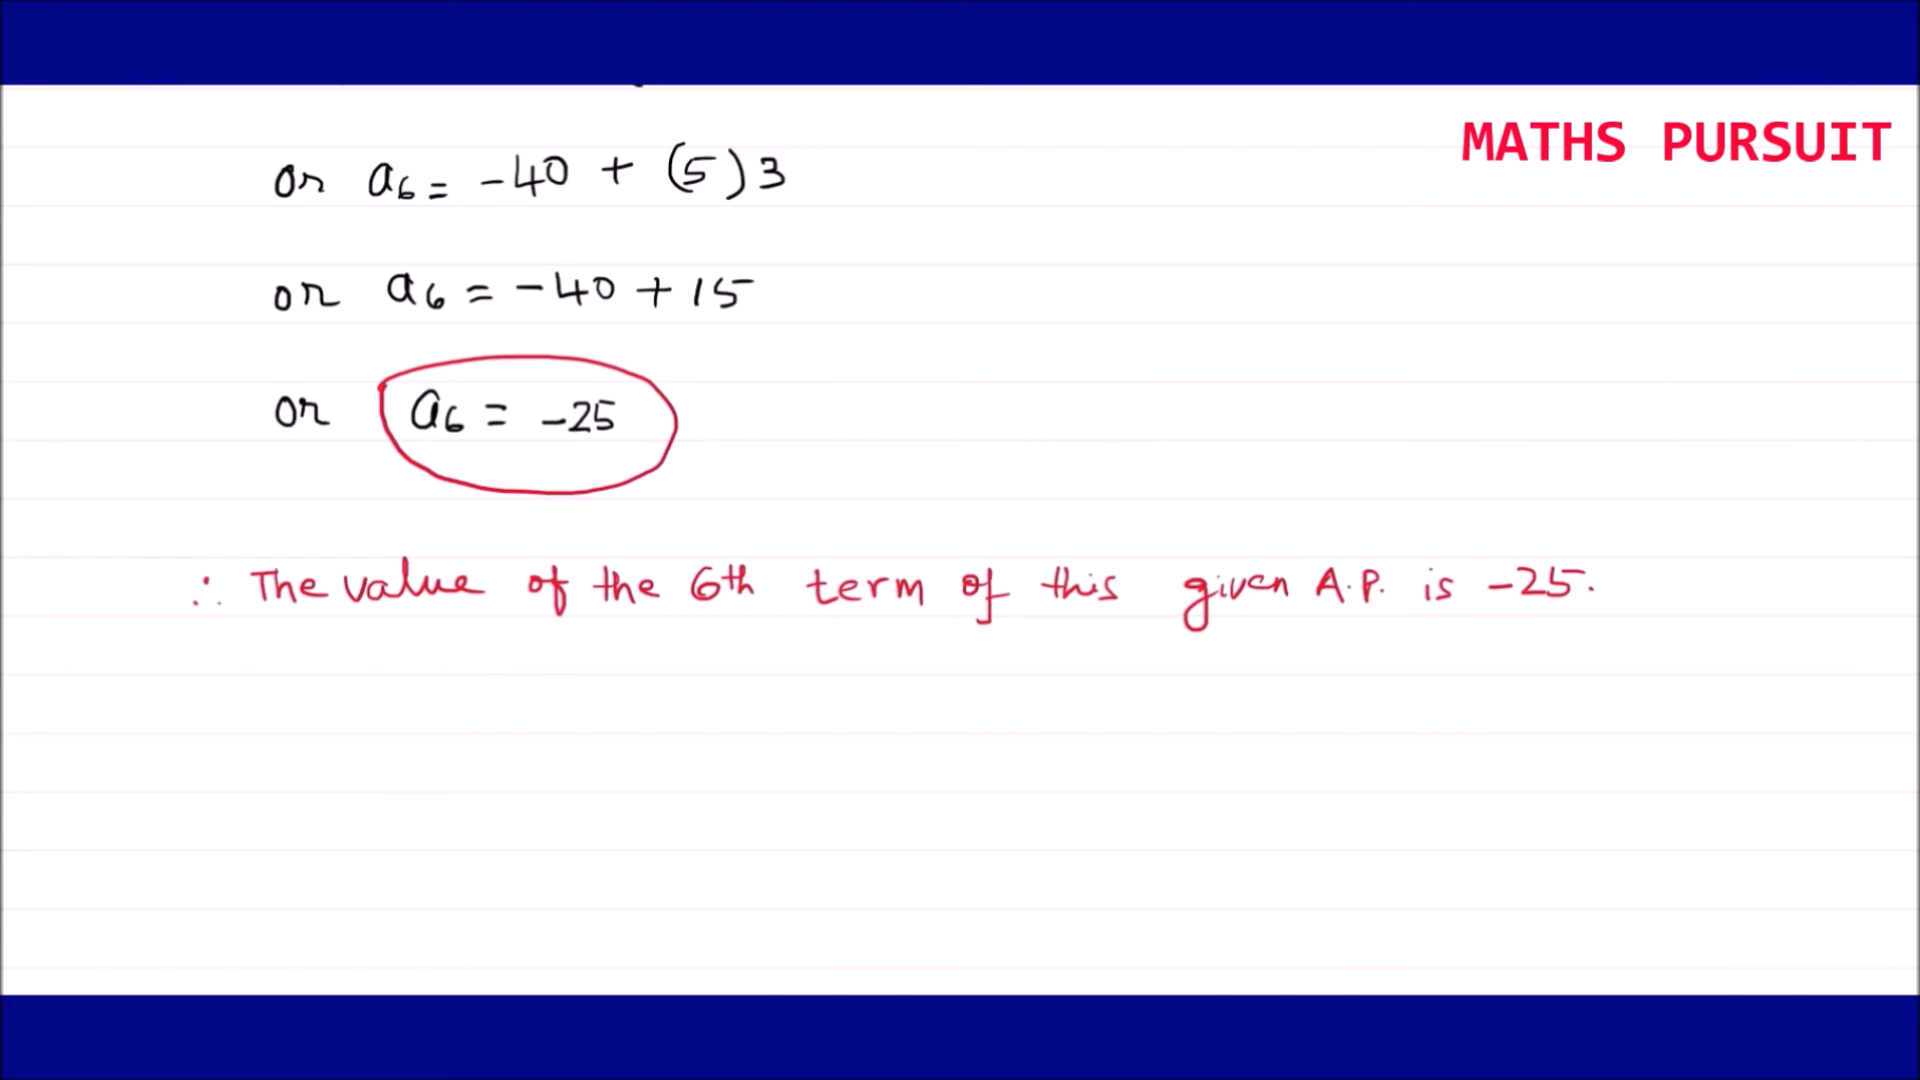 MATHS PURSUIT
or a₆ = -40 + (5)3
or a₆ = -40 + 15
or a₆ = -25
∴ The value of the 6th term of this given A.P. is -25.